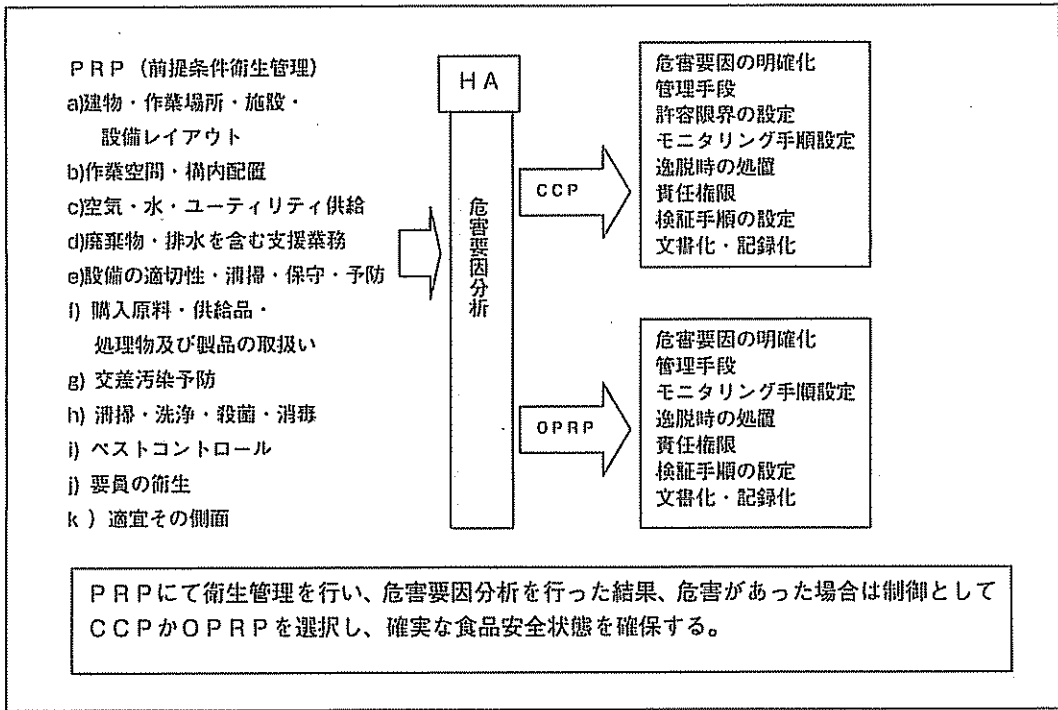 PRP（前提条件衛生管理）
a)建物・作業場所・施設・
設備レイアウト
b)作業空間・構内配置
c)空気・水・ユーティリティ供給
d)廃棄物・排水を含む支援業務
e)設備の適切性・清掃・保守・予防
f) 購入原料・供給品・
処理物及び製品の取扱い
g) 交差汚染予防
h) 清掃・洗浄・殺菌・消毒
i) ペストコントロール
j) 要員の衛生
k ）適宜その側面
HA
危害要因分析
CCP
危害要因の明確化
管理手段
許容限界の設定
モニタリング手順設定
逸脱時の処置
責任権限
検証手順の設定
文書化・記録化
OPRP
危害要因の明確化
管理手段
モニタリング手順設定
逸脱時の処置
責任権限
検証手順の設定
文書化・記録化
PRPにて衛生管理を行い、危害要因分析を行った結果、危害があった場合は制御として
CCPかOPRPを選択し、確実な食品安全状態を確保する。